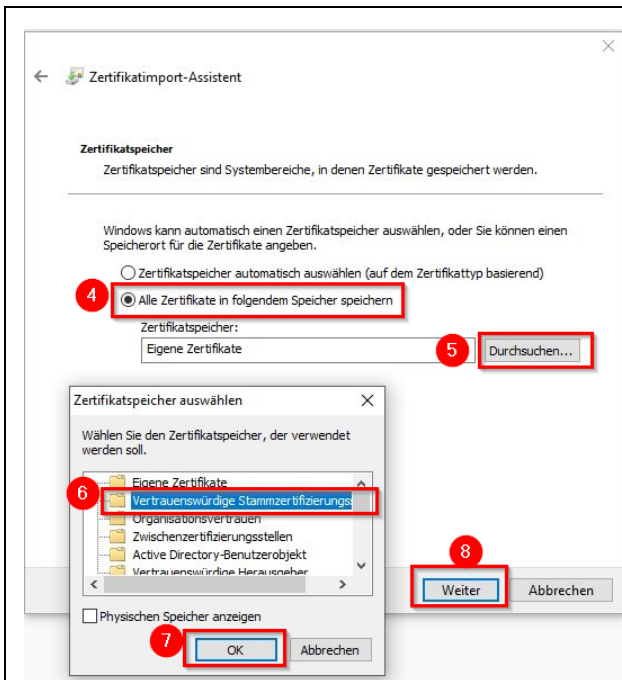 Zertifikatimport-Assistent
Zertifikatspeicher
Zertifikatspeicher sind Systembereiche, in denen Zertifikate gespeichert werden.
Windows kann automatisch einen Zertifikatspeicher auswählen, oder Sie können einen
Speicherort für die Zertifikate angeben.
Zertifikatspeicher automatisch auswählen (auf dem Zertifikattyp basierend)
4 Alle Zertifikate in folgendem Speicher speichern
Zertifikatspeicher:
Eigene Zertifikate 5 Durchsuchen...
Zertifikatspeicher auswählen
Wählen Sie den Zertifikatspeicher, der verwendet
werden soll.
Eigene Zertifikate
6 Vertrauenswürdige Stammzertifizierungs
Organisationsvertrauen
Zwischenzertifizierungsstellen
Active Directory-Benutzerobjekt
Vertrauenswürdige Herausgeber
Physischen Speicher anzeigen
7 OK Abbrechen
8
Weiter Abbrechen